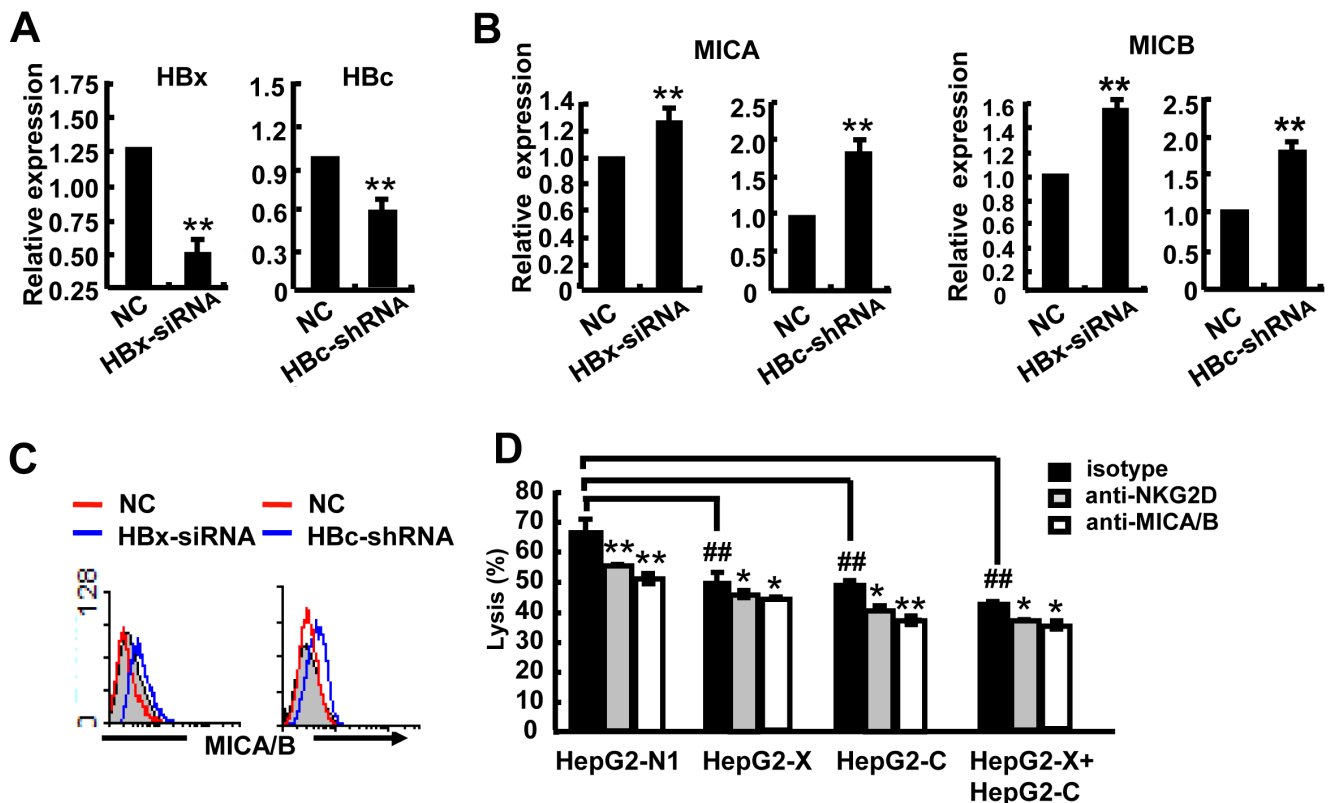 A
HBx
HBc
Relative expression
1.75
1.50
1.25
1.00
0.75
0.50
0.25
**
NC
HBx-siRNA
1.5
1.2
0.9
0.6
0.3
0
**
NC
HBc-shRNA
B
MICA
MICB
Relative expression
1.4
1.2
1.0
0.8
0.6
0.4
0.2
0
**
NC
HBx-siRNA
2.5
2.0
1.5
1.0
0
**
NC
HBc-shRNA
Relative expression
1.6
1.4
1.2
1.0
0.8
0.6
0.4
0.2
0
**
NC
HBx-siRNA
2.5
2.0
1.5
1.0
0
**
NC
HBc-shRNA
C
NC
HBx-siRNA
NC
HBc-shRNA
128
0
MICA/B
D
isotype
anti-NKG2D
anti-MICA/B
Lysis (%)
80
70
60
50
40
30
20
10
0
** **
## * *
## * **
## * *
HepG2-N1 HepG2-X HepG2-C HepG2-X+
HepG2-C